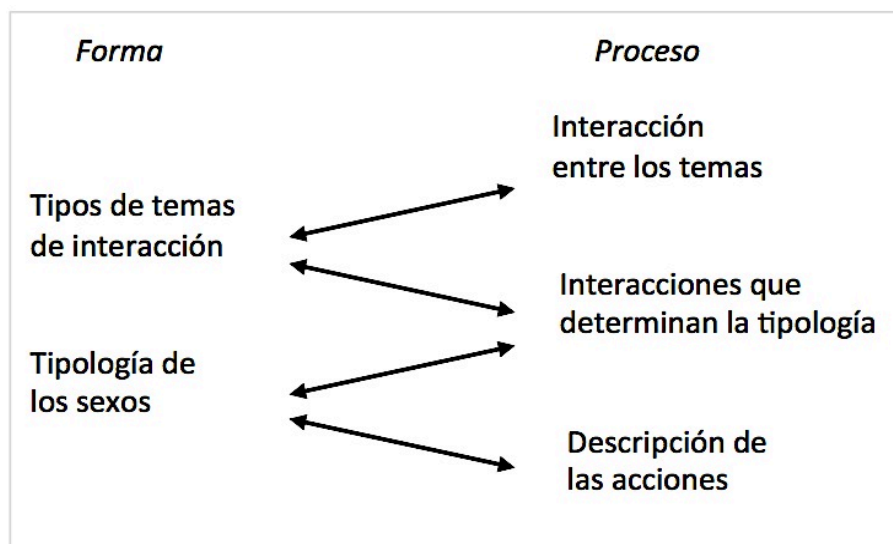 Forma
Proceso
Interacción
entre los temas
Tipos de temas
de interacción
Interacciones que
determinan la tipología
Tipología de
los sexos
Descripción de
las acciones